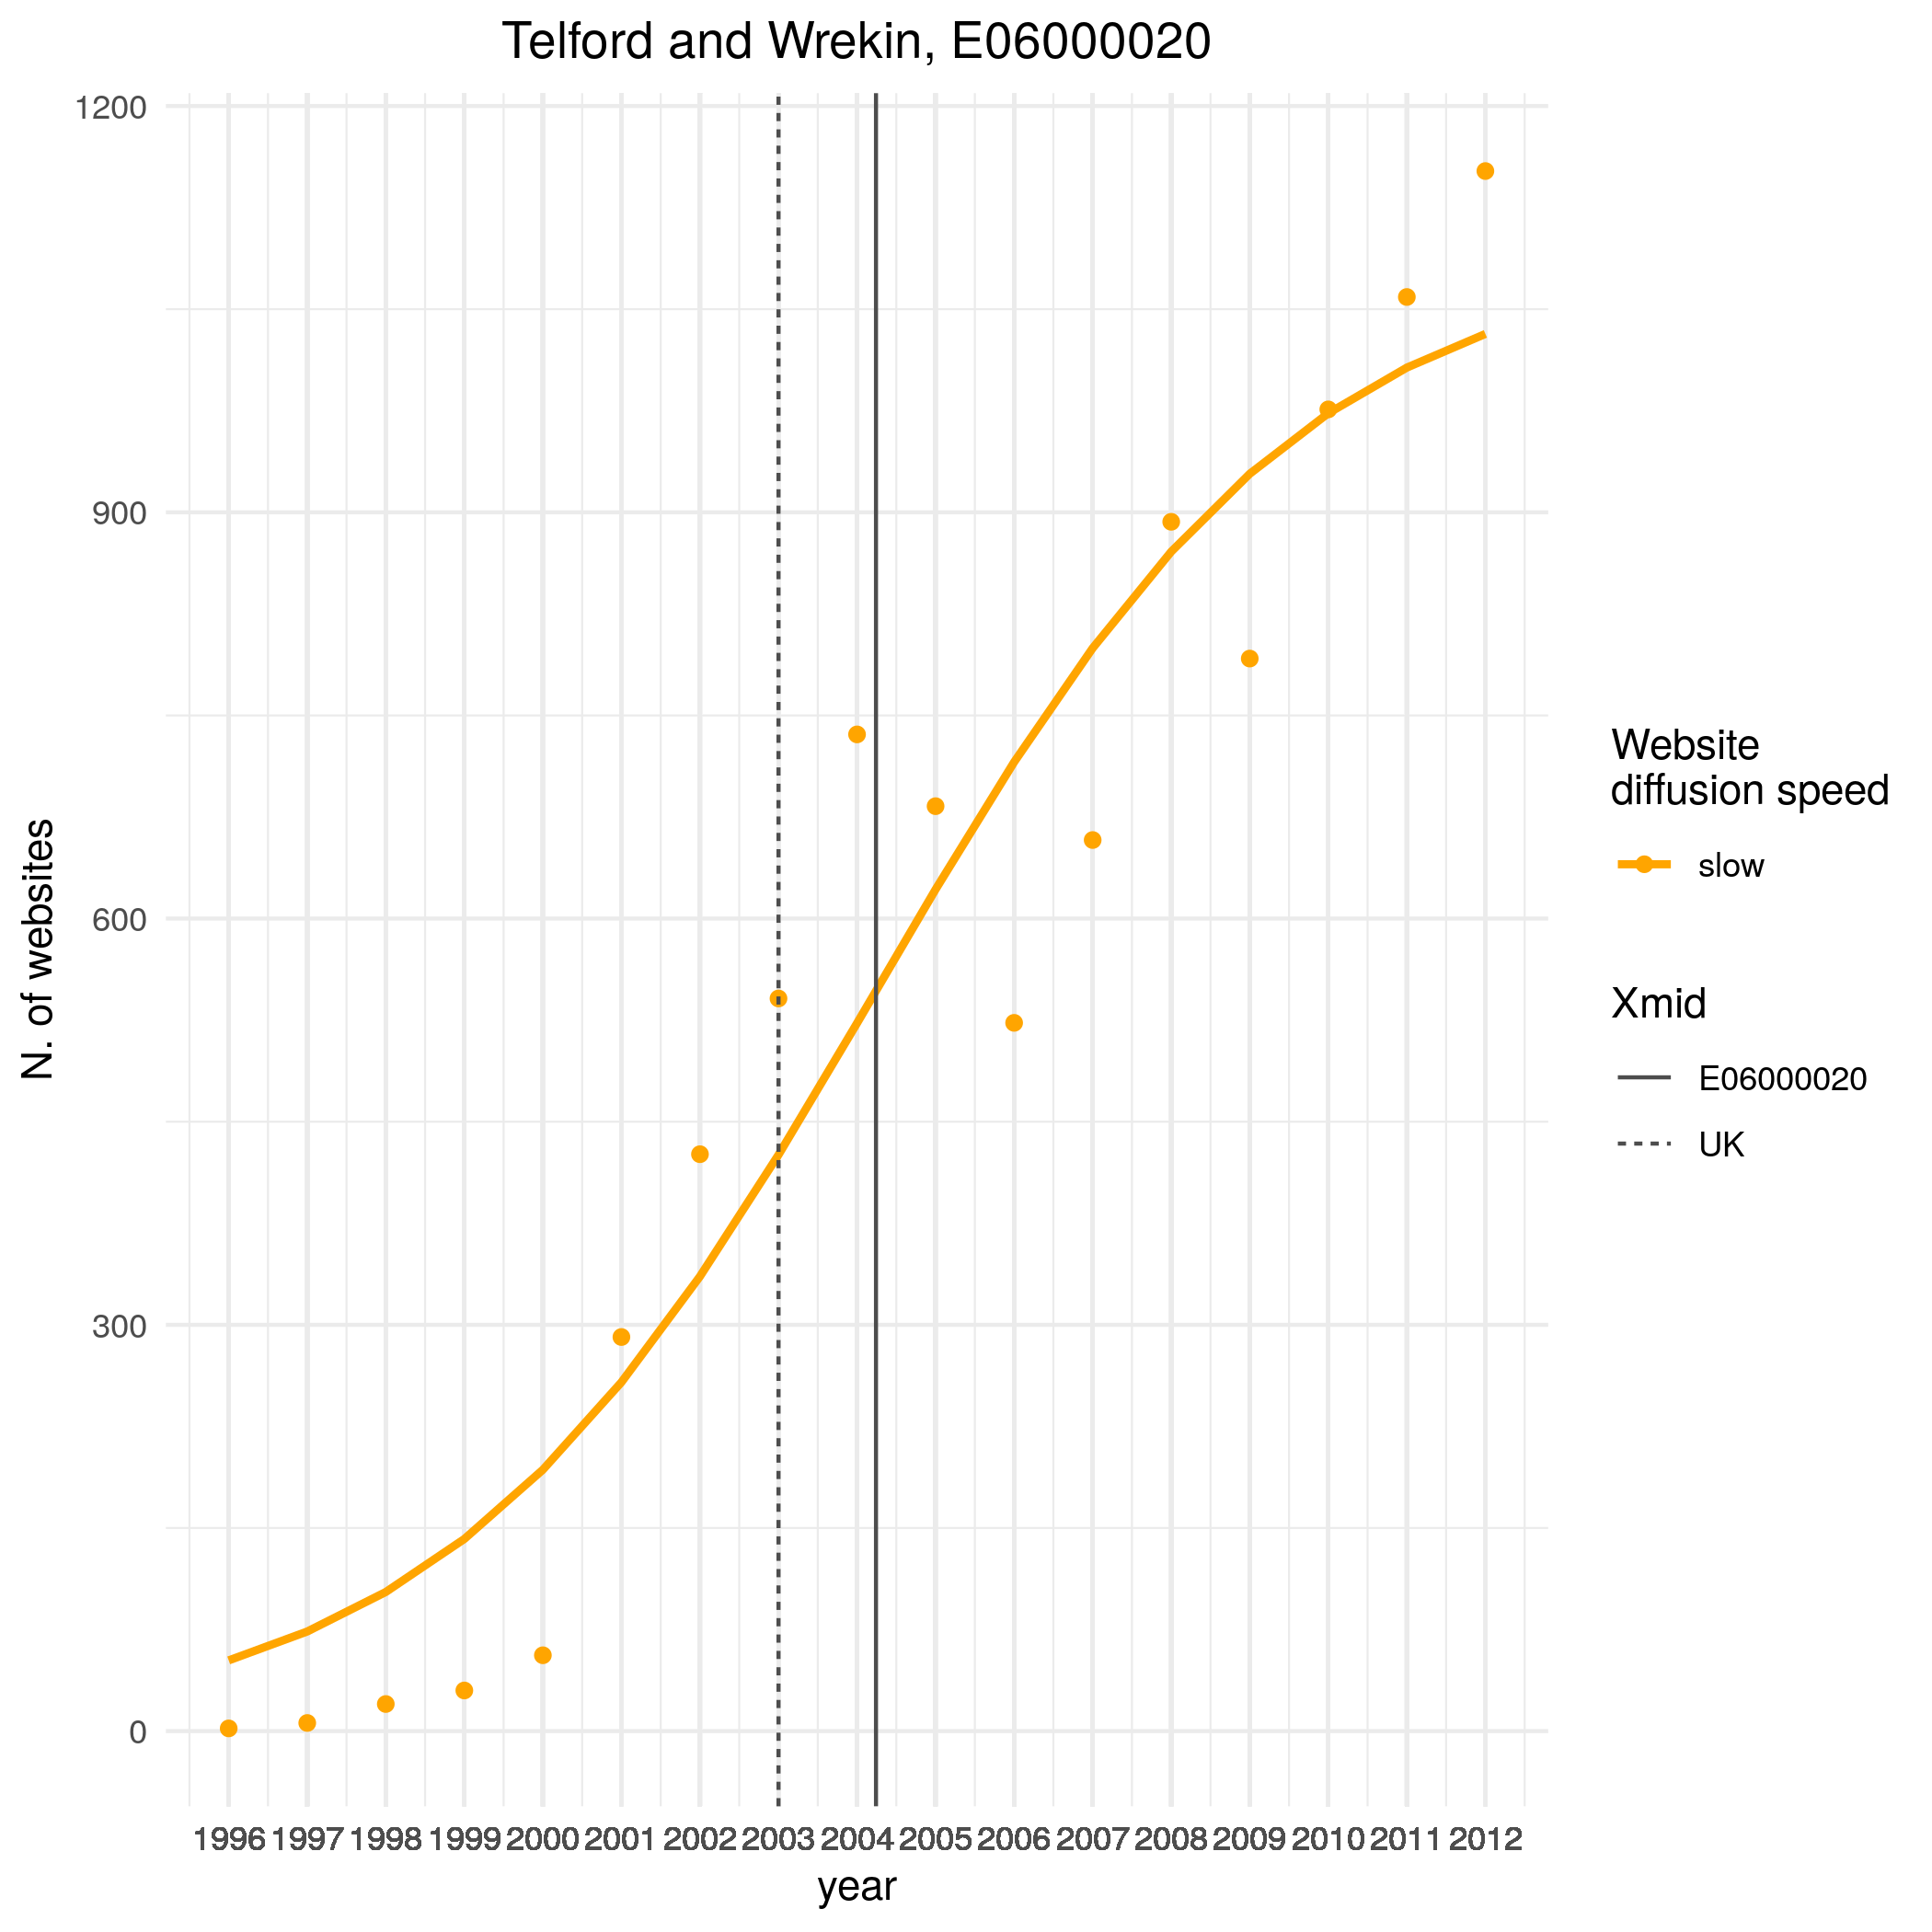 Telford and Wrekin, E06000020
1200
900
600
300
0
N. of websites
1996 1997 1998 1999 2000 2001 2002 2003 2004 2005 2006 2007 2008 2009 2010 2011 2012
year
Website
diffusion speed
slow
Xmid
E06000020
UK